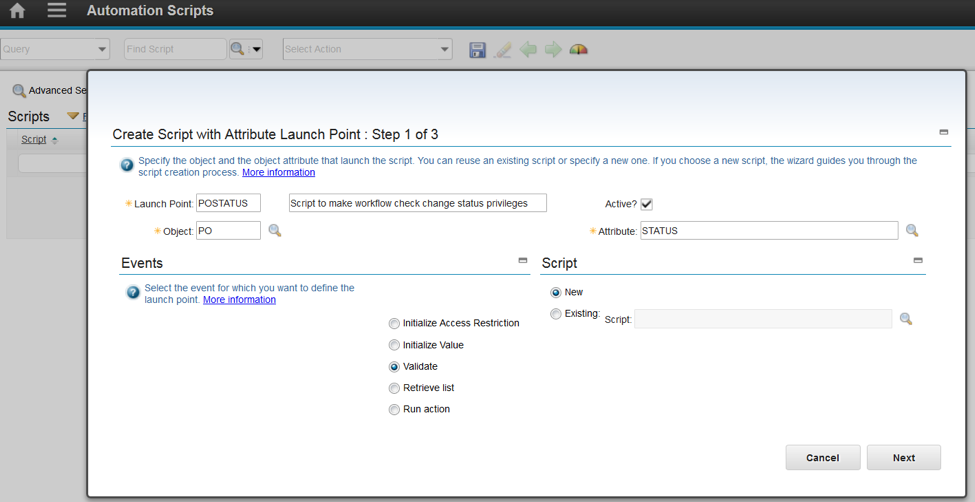 Automation Scripts
Query
Find Script
Select Action
Advanced Se
Scripts
Script
Create Script with Attribute Launch Point : Step 1 of 3
Specify the object and the object attribute that launch the script. You can reuse an existing script or specify a new one. If you choose a new script, the wizard guides you through the
script creation process. More information
Launch Point: POSTATUS Script to make workflow check change status privileges Active?
Object: PO Attribute: STATUS
Events
Select the event for which you want to define the
launch point. More information
Initialize Access Restriction
Initialize Value
Validate
Retrieve list
Run action
Script
New
Existing: Script:
Cancel Next